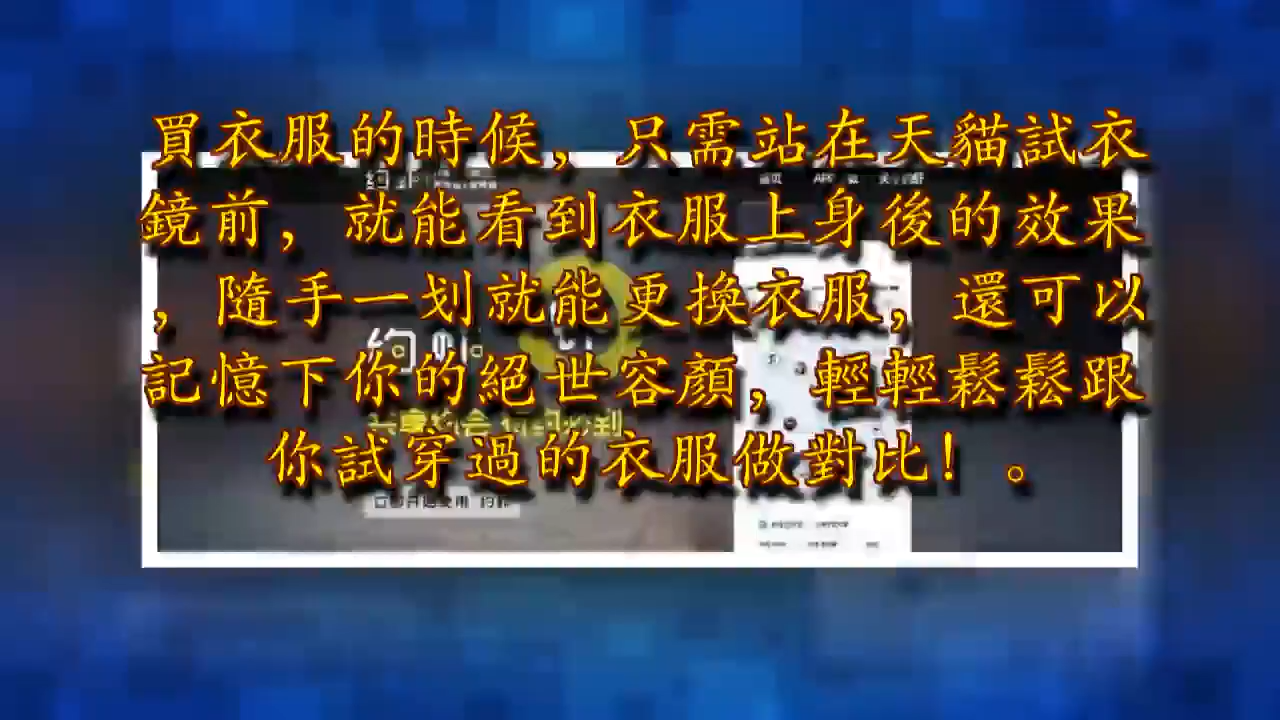 買衣服的時候，只需站在天貓試衣
鏡前，就能看到衣服上身後的效果
，隨手一划就能更換衣服，還可以
記憶下你的絕世容顏，輕輕鬆鬆跟
你試穿過的衣服做對比！。